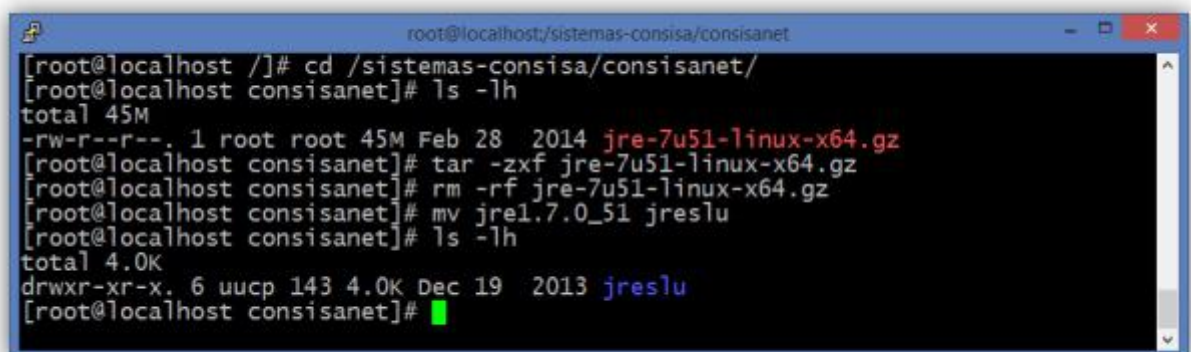 root@localhost:/sistemas-consisa/consisanet
[root@localhost /]# cd /sistemas-consisa/consisanet/
[root@localhost consisanet]# ls -lh
total 45M
-rw-r--r--. 1 root root 45M Feb 28  2014 jre-7u51-linux-x64.gz
[root@localhost consisanet]# tar -zxf jre-7u51-linux-x64.gz
[root@localhost consisanet]# rm -rf jre-7u51-linux-x64.gz
[root@localhost consisanet]# mv jre1.7.0_51 jreslu
[root@localhost consisanet]# ls -lh
total 4.0K
drwxr-xr-x. 6 uucp 143 4.0K Dec 19  2013 jreslu
[root@localhost consisanet]#